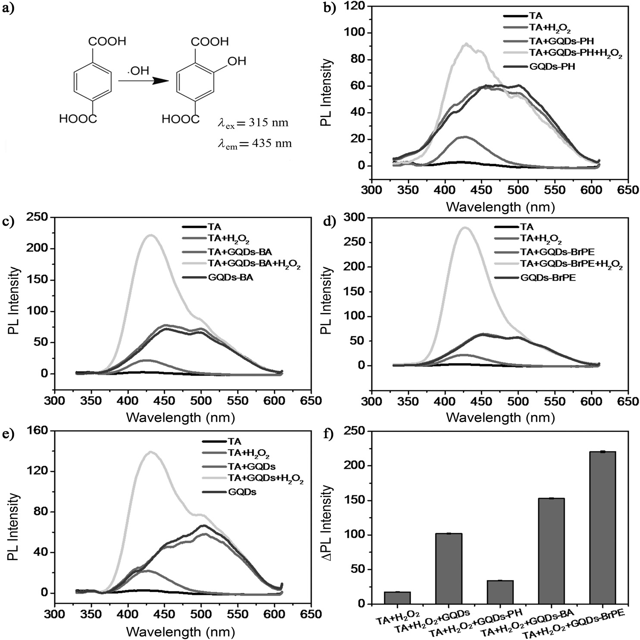 a)
COOH
HOOC
·OH
COOH
OH
HOOC
λex = 315 nm
λem = 435 nm
b)
TA
TA+H₂O₂
TA+GQDs-PH
TA+GQDs-PH+H₂O₂
GQDs-PH
PL Intensity
100
80
60
40
20
0
300 350 400 450 500 550 600 650
Wavelength (nm)
c)
TA
TA+H₂O₂
TA+GQDs-BA
TA+GQDs-BA+H₂O₂
GQDs-BA
PL Intensity
250
200
150
100
50
0
300 350 400 450 500 550 600 650
Wavelength (nm)
d)
TA
TA+H₂O₂
TA+GQDs-BrPE
TA+GQDs-BrPE+H₂O₂
GQDs-BrPE
PL Intensity
300
250
200
150
100
50
0
300 350 400 450 500 550 600 650
Wavelength (nm)
e)
TA
TA+H₂O₂
TA+GQDs
TA+GQDs+H₂O₂
GQDs
PL Intensity
160
120
80
40
0
300 350 400 450 500 550 600 650
Wavelength (nm)
f)
ΔPL Intensity
250
200
150
100
50
0
TA+H₂O₂
TA+H₂O₂+GQDs
TA+H₂O₂+GQDs-PH
TA+H₂O₂+GQDs-BA
TA+H₂O₂+GQDs-BrPE